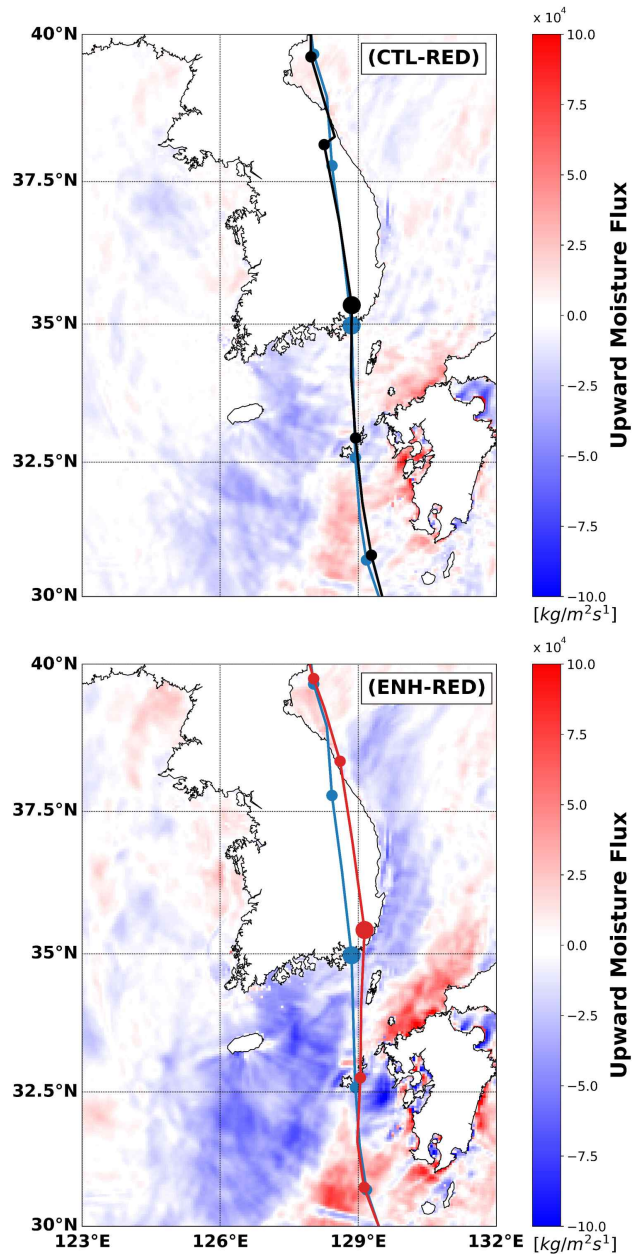 x 10⁴
40°N
(CTL-RED)
10.0
7.5
37.5°N
5.0
2.5
35°N
0.0
−2.5
−5.0
32.5°N
−7.5
30°N
−10.0
Upward Moisture Flux
[kg/m²s¹]
x 10⁴
40°N
(ENH-RED)
10.0
7.5
37.5°N
5.0
2.5
35°N
0.0
−2.5
−5.0
32.5°N
−7.5
30°N
−10.0
Upward Moisture Flux
123°E 126°E 129°E 132°E
[kg/m²s¹]